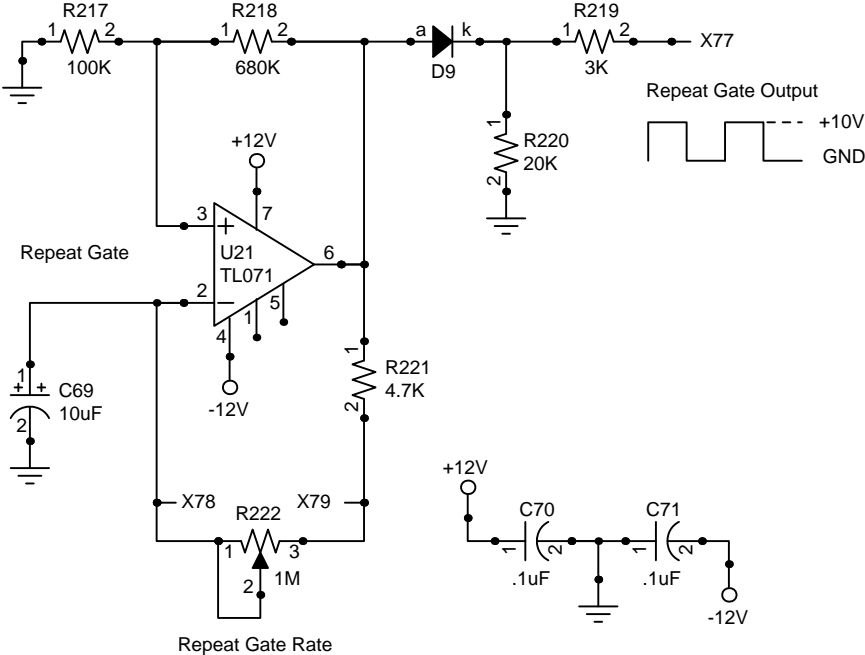 R217
1
2
100K
R218
1
2
680K
a
k
D9
R219
1
2
3K
X77
Repeat Gate Output
+10V
GND
1
R220
20K
2
+12V
7
3
+
U21
TL071
6
Repeat Gate
2
−
4
1
5
-12V
1
+ +
C69
10uF
2
1
R221
4.7K
2
X78
X79
R222
1
3
2
1M
Repeat Gate Rate
+12V
C70
1
2
.1uF
C71
1
2
.1uF
-12V